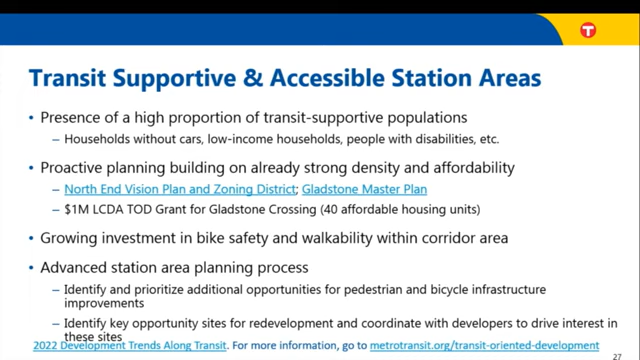 T
Transit Supportive & Accessible Station Areas
• Presence of a high proportion of transit-supportive populations
– Households without cars, low-income households, people with disabilities, etc.
• Proactive planning building on already strong density and affordability
– North End Vision Plan and Zoning District; Gladstone Master Plan
– $1M LCDA TOD Grant for Gladstone Crossing (40 affordable housing units)
• Growing investment in bike safety and walkability within corridor area
• Advanced station area planning process
– Identify and prioritize additional opportunities for pedestrian and bicycle infrastructure
improvements
– Identify key opportunity sites for redevelopment and coordinate with developers to drive interest in
these sites
2022 Development Trends Along Transit. For more information, go to metrotransit.org/transit-oriented-development
27